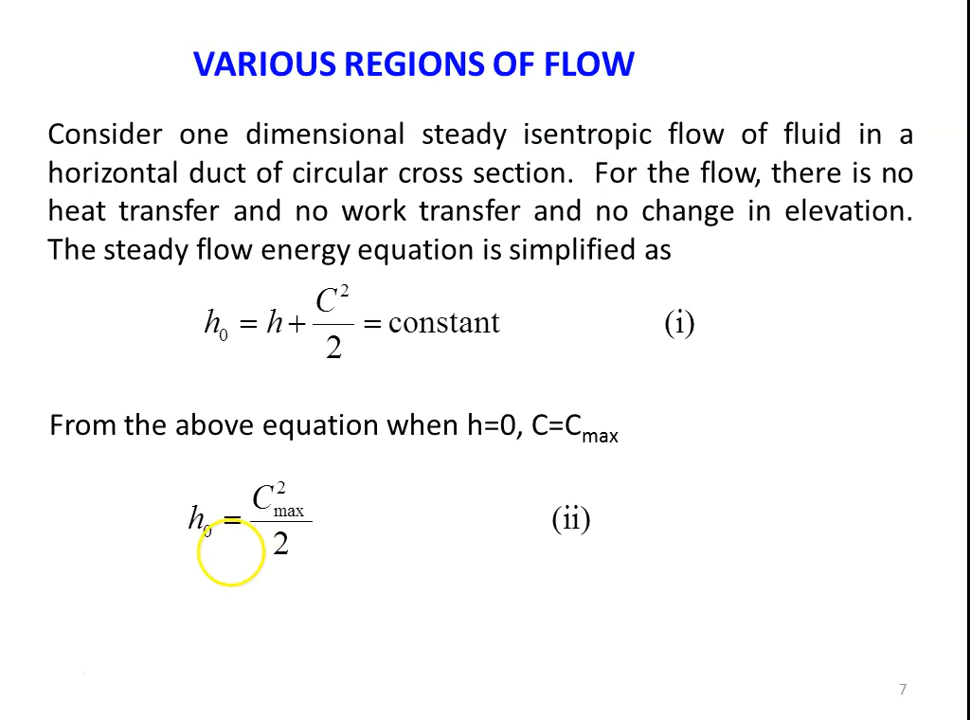 VARIOUS REGIONS OF FLOW
Consider one dimensional steady isentropic flow of fluid in a
horizontal duct of circular cross section. For the flow, there is no
heat transfer and no work transfer and no change in elevation.
The steady flow energy equation is simplified as
h₀ = h + C²/2 = constant (i)
From the above equation when h=0, C=Cmax
h₀ = C²max/2 (ii)
7